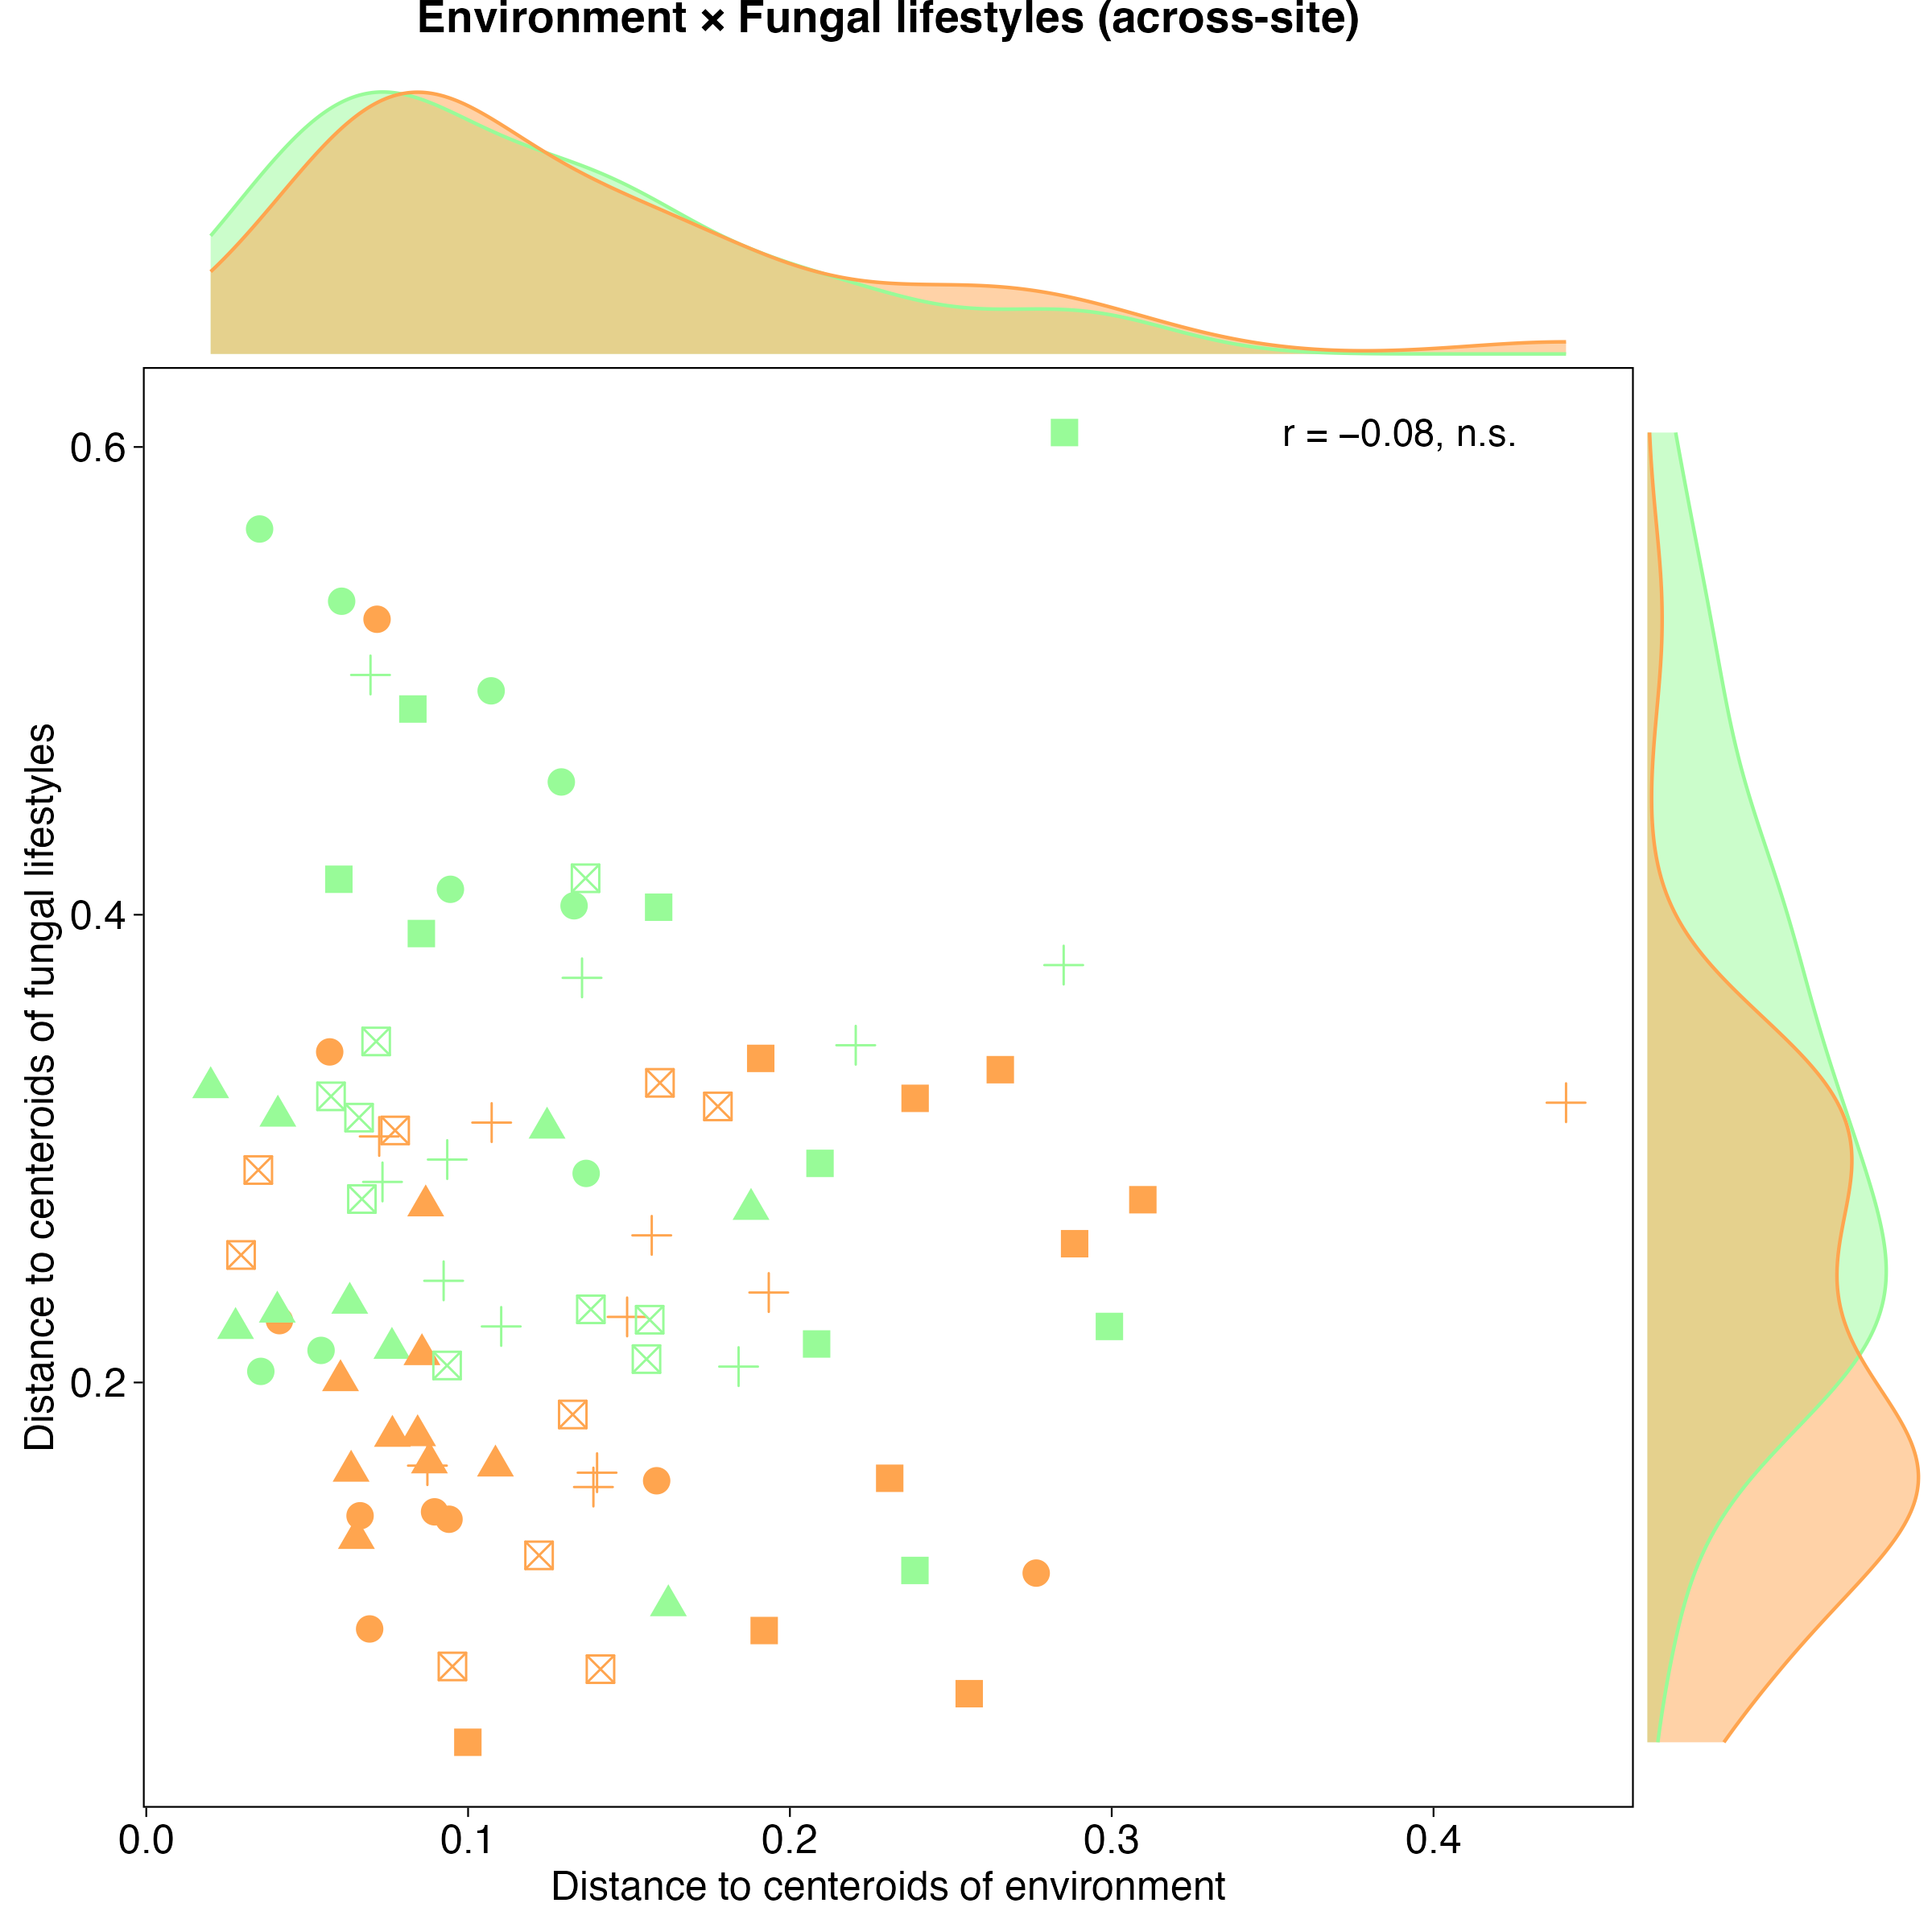 Environment × Fungal lifestyles (across-site)
r = −0.08, n.s.
0.6
0.4
0.2
Distance to centeroids of fungal lifestyles
0.0
0.1
0.2
0.3
0.4
Distance to centeroids of environment